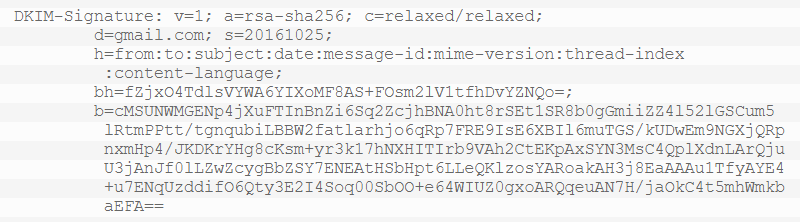 DKIM-Signature: v=1; a=rsa-sha256; c=relaxed/relaxed;
d=gmail.com; s=20161025;
h=from:to:subject:date:message-id:mime-version:thread-index
:content-language;
bh=fZjxO4TdlsVYWA6YIXoMF8AS+FOsm2lV1tfhDvYZNQo=;
b=cMSUNWMGENp4jXuFTInBnZi6Sq2ZcjhBNA0ht8rSEt1SR8b0gGmiiZZ4l52lGSCum5
lRtmPPtt/tgnqubiLBBW2fatlarhjo6qRp7FRE9IsE6XBIl6muTGS/kUDwEm9NGXjQRp
nxmHp4/JKDKrYHg8cKsm+yr3k17hNXHITIrb9VAh2CtEKpAxSYN3MsC4QplXdnLArQju
U3jAnJf0lLZwZcygBbZSY7ENEAtHSbHpt6LLeQKlzosYARoakAH3j8EaAAAu1TfyAYE4
+u7ENqUzddifO6Qty3E2I4Soq00SbOO+e64WIUZ0gxoARQqeuAN7H/jaOkC4t5mhWmkb
aEFA==